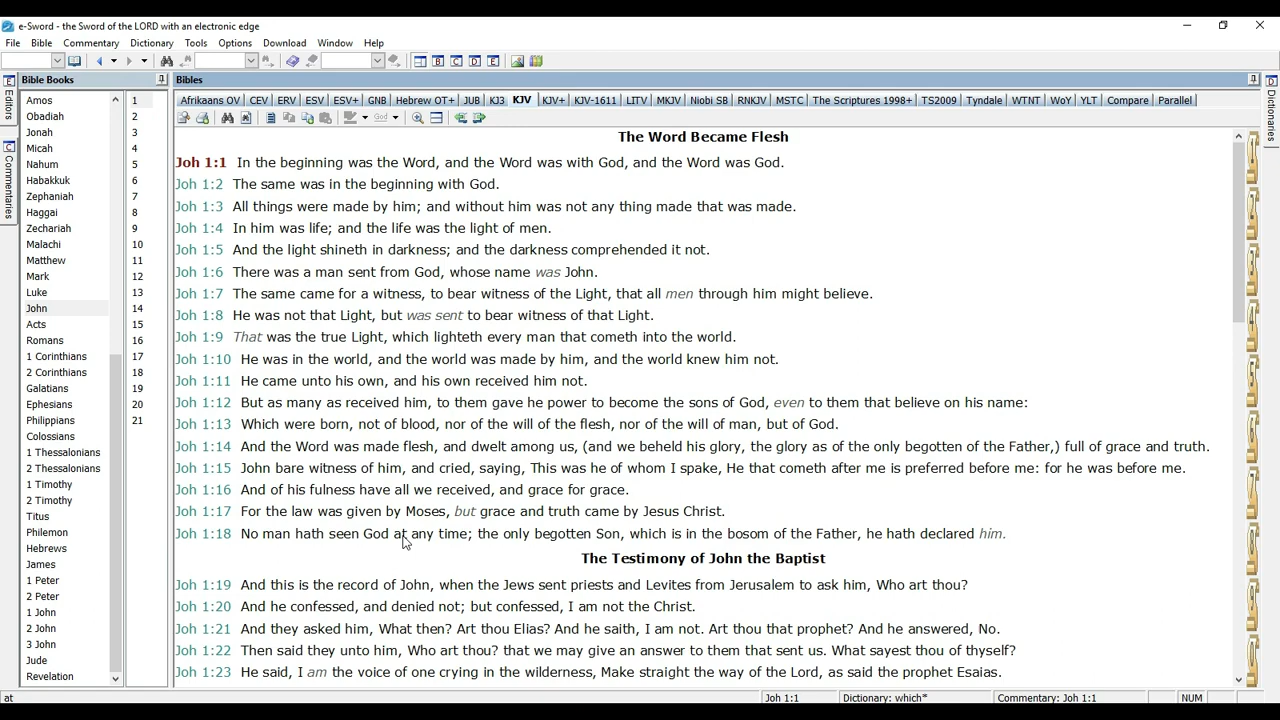 e-Sword - the Sword of the LORD with an electronic edge
File Bible Commentary Dictionary Tools Options Download Window Help
B C D E
Bible Books
Bibles
E Editors
C Commentaries
D Dictionaries
Afrikaans OV CEV ERV ESV ESV+ GNB Hebrew OT+ JUB KJ3 KJV KJV+ KJV-1611 LITV MKJV Niobi SB RNKJV MSTC The Scriptures 1998+ TS2009 Tyndale WTNT WoY YLT Compare Parallel
God
Amos
Obadiah
Jonah
Micah
Nahum
Habakkuk
Zephaniah
Haggai
Zechariah
Malachi
Matthew
Mark
Luke
John
Acts
Romans
1 Corinthians
2 Corinthians
Galatians
Ephesians
Philippians
Colossians
1 Thessalonians
2 Thessalonians
1 Timothy
2 Timothy
Titus
Philemon
Hebrews
James
1 Peter
2 Peter
1 John
2 John
3 John
Jude
Revelation
1
2
3
4
5
6
7
8
9
10
11
12
13
14
15
16
17
18
19
20
21
The Word Became Flesh
Joh 1:1 In the beginning was the Word, and the Word was with God, and the Word was God.
Joh 1:2 The same was in the beginning with God.
Joh 1:3 All things were made by him; and without him was not any thing made that was made.
Joh 1:4 In him was life; and the life was the light of men.
Joh 1:5 And the light shineth in darkness; and the darkness comprehended it not.
Joh 1:6 There was a man sent from God, whose name was John.
Joh 1:7 The same came for a witness, to bear witness of the Light, that all men through him might believe.
Joh 1:8 He was not that Light, but was sent to bear witness of that Light.
Joh 1:9 That was the true Light, which lighteth every man that cometh into the world.
Joh 1:10 He was in the world, and the world was made by him, and the world knew him not.
Joh 1:11 He came unto his own, and his own received him not.
Joh 1:12 But as many as received him, to them gave he power to become the sons of God, even to them that believe on his name:
Joh 1:13 Which were born, not of blood, nor of the will of the flesh, nor of the will of man, but of God.
Joh 1:14 And the Word was made flesh, and dwelt among us, (and we beheld his glory, the glory as of the only begotten of the Father,) full of grace and truth.
Joh 1:15 John bare witness of him, and cried, saying, This was he of whom I spake, He that cometh after me is preferred before me: for he was before me.
Joh 1:16 And of his fulness have all we received, and grace for grace.
Joh 1:17 For the law was given by Moses, but grace and truth came by Jesus Christ.
Joh 1:18 No man hath seen God at any time; the only begotten Son, which is in the bosom of the Father, he hath declared him.
The Testimony of John the Baptist
Joh 1:19 And this is the record of John, when the Jews sent priests and Levites from Jerusalem to ask him, Who art thou?
Joh 1:20 And he confessed, and denied not; but confessed, I am not the Christ.
Joh 1:21 And they asked him, What then? Art thou Elias? And he saith, I am not. Art thou that prophet? And he answered, No.
Joh 1:22 Then said they unto him, Who art thou? that we may give an answer to them that sent us. What sayest thou of thyself?
Joh 1:23 He said, I am the voice of one crying in the wilderness, Make straight the way of the Lord, as said the prophet Esaias.
1
2
3
4
5
6
7
8
9
at
Joh 1:1
Dictionary: which*
Commentary: Joh 1:1
NUM